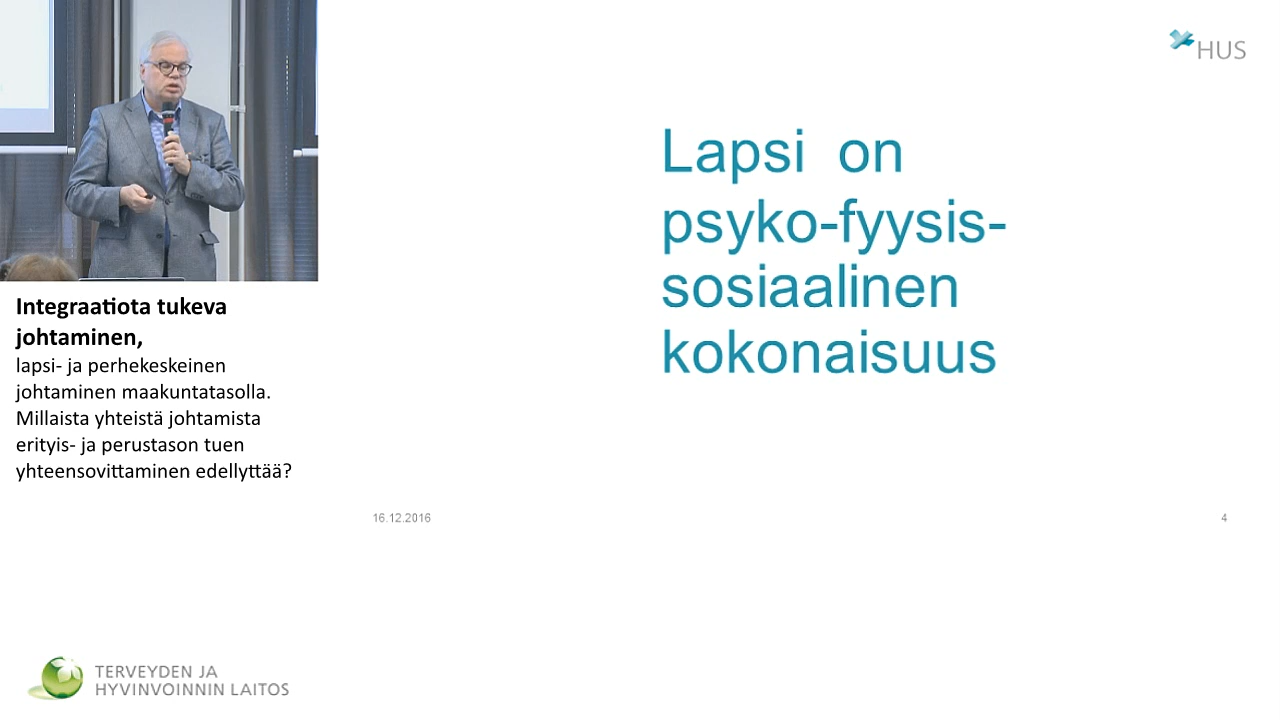 HUS
Lapsi on
psyko-fyysis-
sosiaalinen
kokonaisuus
Integraatiota tukeva
johtaminen,
lapsi- ja perhekeskeinen
johtaminen maakuntatasolla.
Millaista yhteistä johtamista
erityis- ja perustason tuen
yhteensovittaminen edellyttää?
16.12.2016
4
TERVEYDEN JA
HYVINVOINNIN LAITOS